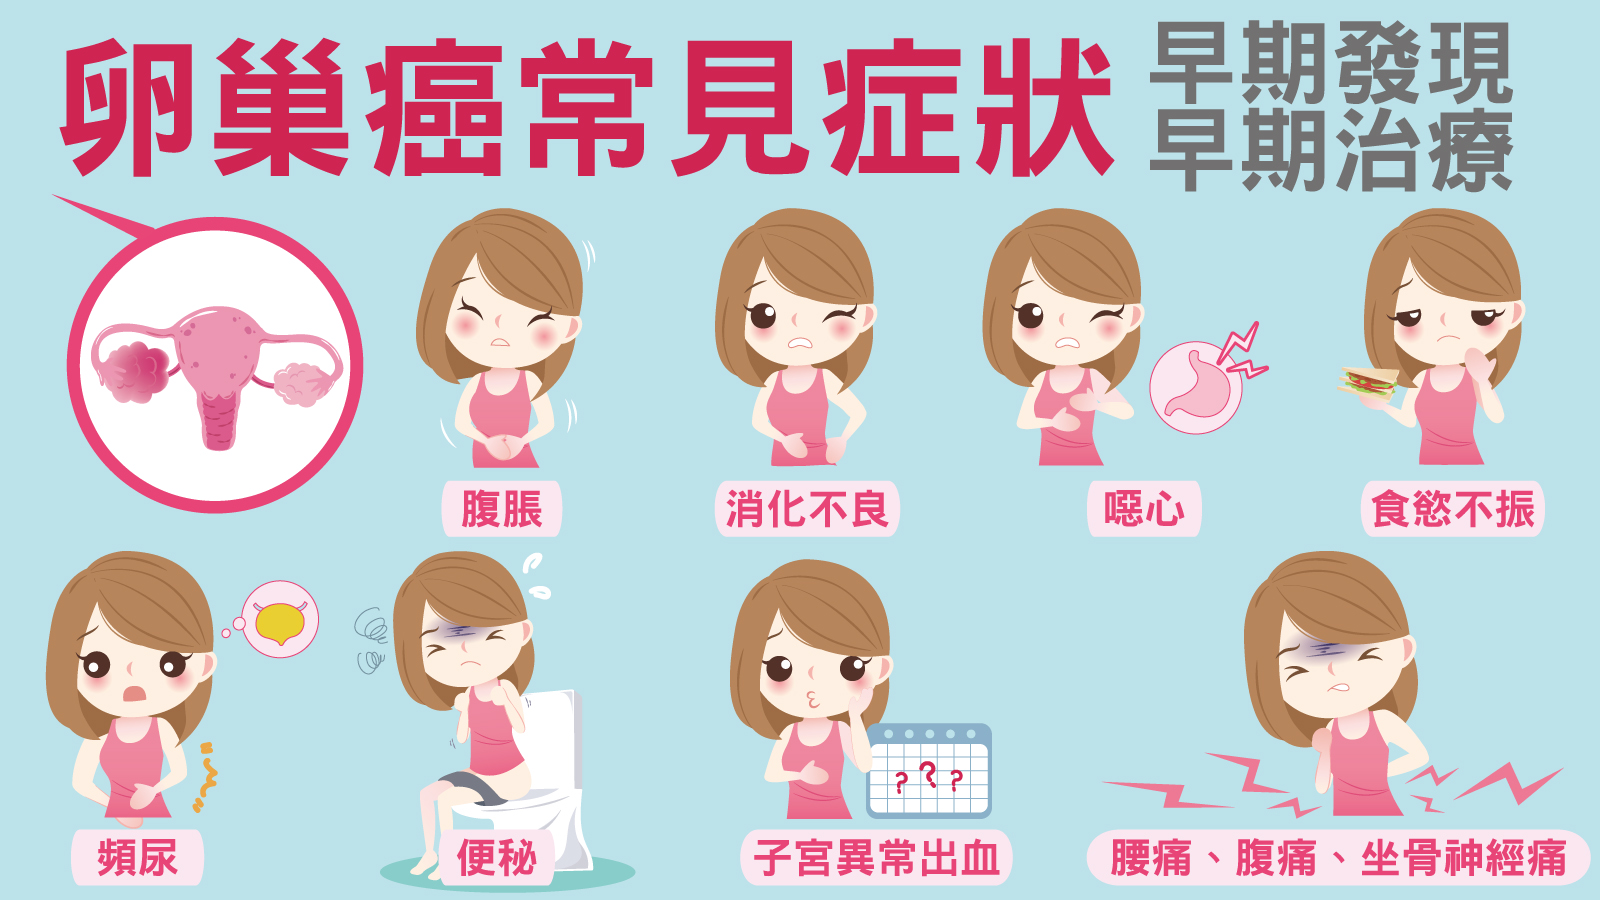 卵巢癌常見症狀
早期發現
早期治療
腹脹
消化不良
噁心
食慾不振
頻尿
便秘
子宮異常出血
腰痛、腹痛、坐骨神經痛